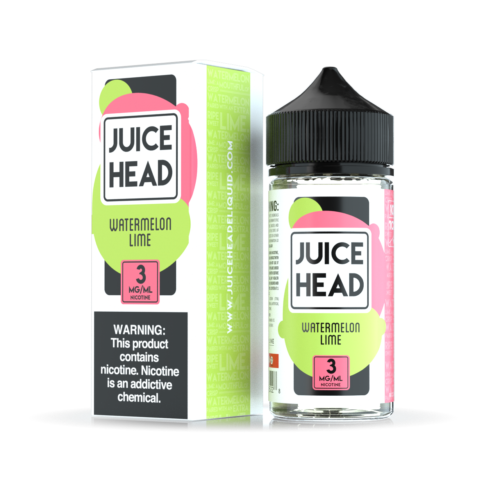 JUICE
HEAD
WATERMELON
LIME
3
MG/ML
NICOTINE
WARNING:
This product
contains
nicotine. Nicotine
is an addictive
chemical.
WWW.JUICEHEADELIQUID.COM
JUICE
HEAD
WATERMELON
LIME
3
MG/ML
NICOTINE